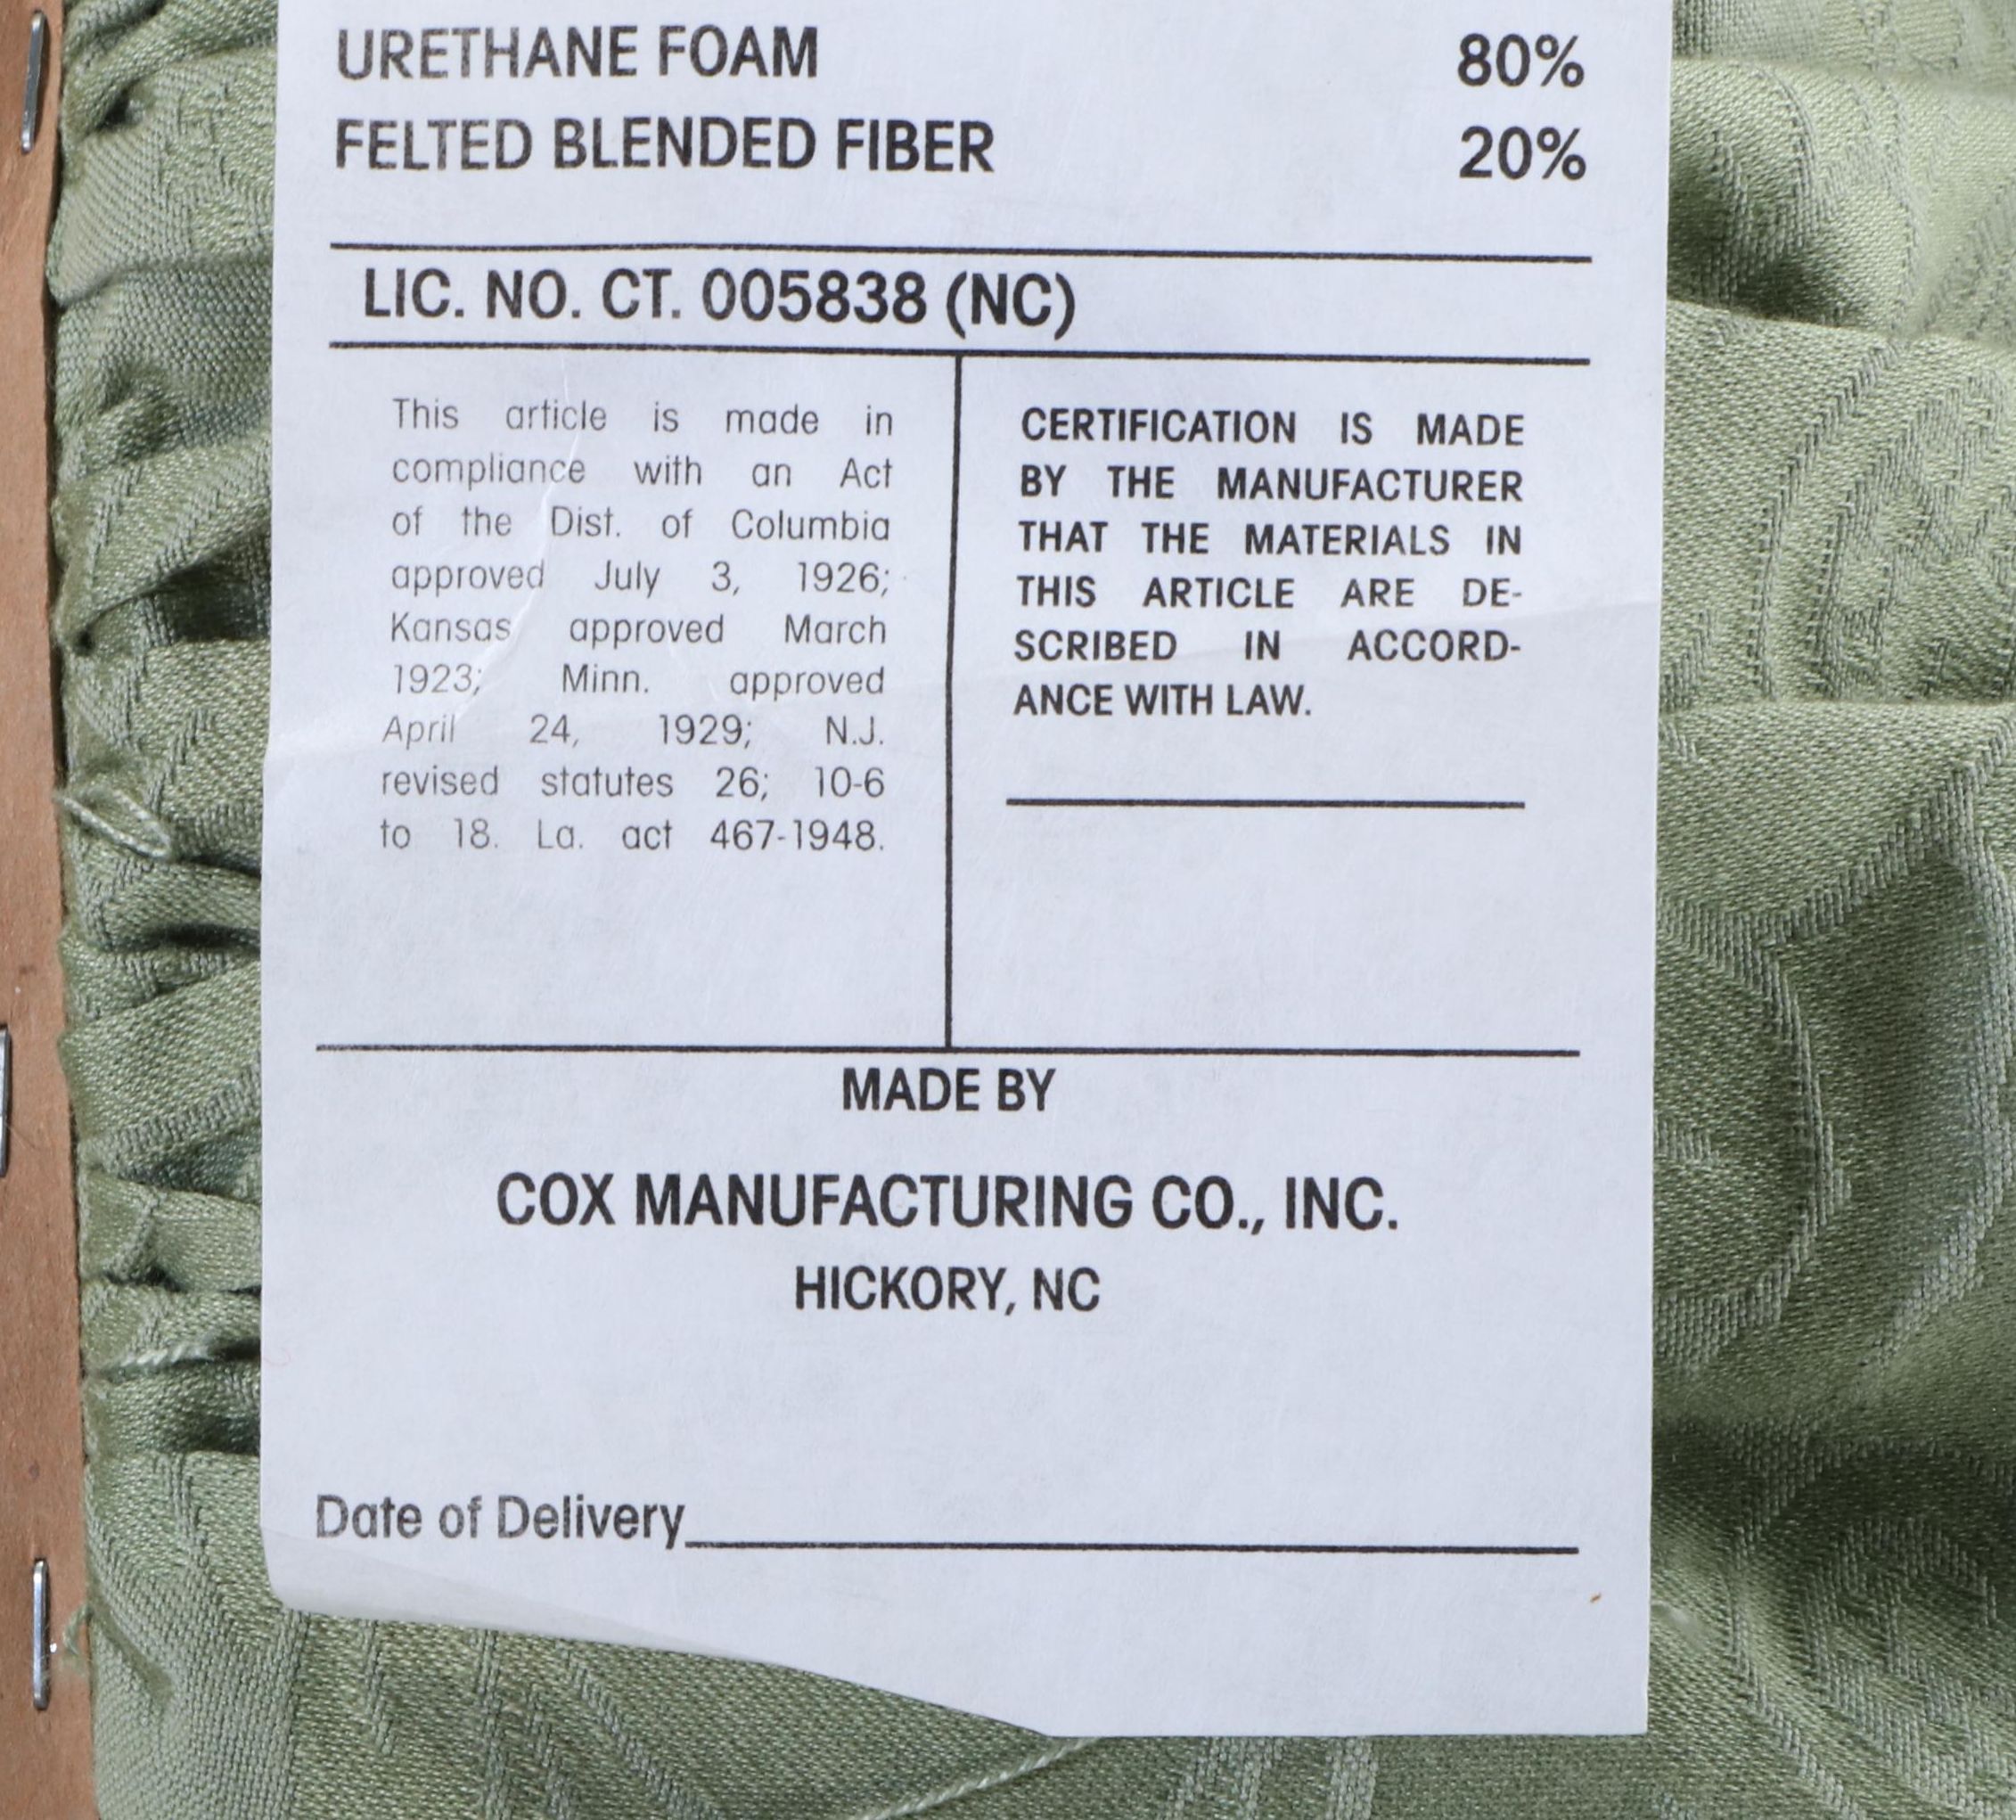 URETHANE FOAM 80%
FELTED BLENDED FIBER 20%
LIC. NO. CT. 005838 (NC)
This article is made in
compliance with an Act
of the Dist. of Columbia
approved July 3, 1926;
Kansas approved March
1923; Minn. approved
April 24, 1929; N.J.
revised statutes 26; 10-6
to 18. La. act 467-1948.
CERTIFICATION IS MADE
BY THE MANUFACTURER
THAT THE MATERIALS IN
THIS ARTICLE ARE DE-
SCRIBED IN ACCORD-
ANCE WITH LAW.
MADE BY
COX MANUFACTURING CO., INC.
HICKORY, NC
Date of Delivery